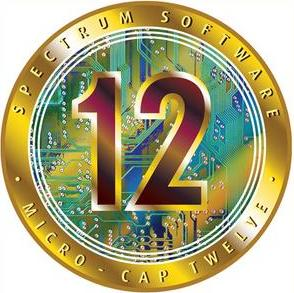 SPECTRUM SOFTWARE
12
· MICRO - CAP TWELVE ·